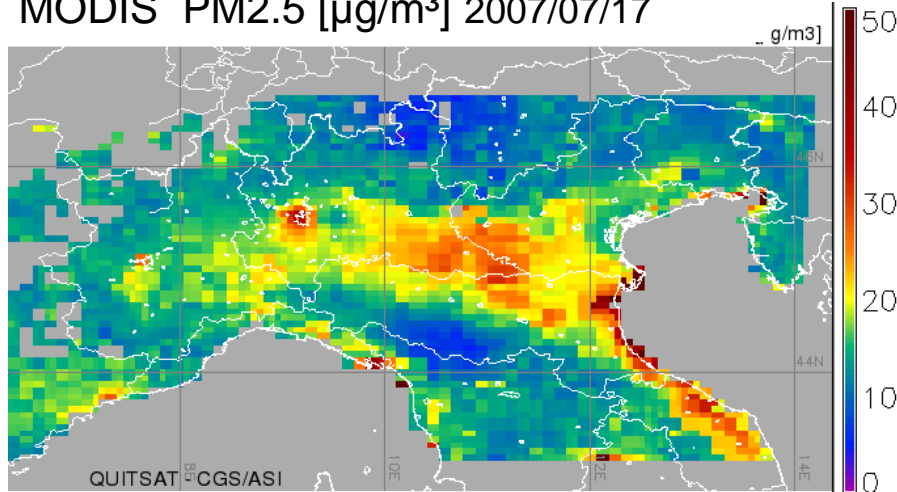 MODIS PM2.5 [µg/m³] 2007/07/17
g/m3]
50
40
30
20
10
0
46N
44N
8E
10E
12E
14E
QUITSAT - CGS/ASI